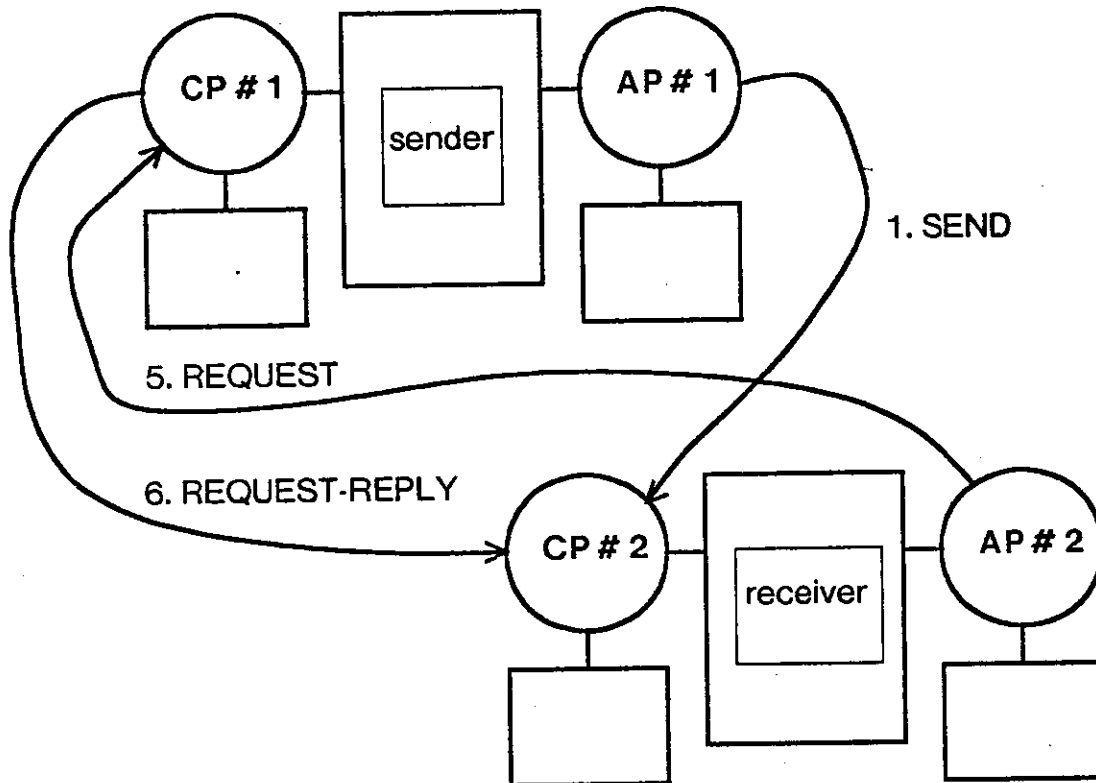 CP # 1
AP # 1
sender
1. SEND
5. REQUEST
6. REQUEST-REPLY
CP # 2
AP # 2
receiver